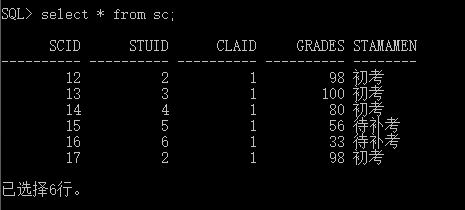 SQL> select * from sc;
SCID STUID CLAID GRADES STAMAMEN
---------- ---------- ---------- ---------- --------
12 2 1 98 初考
13 3 1 100 初考
14 4 1 80 初考
15 5 1 56 待补考
16 6 1 33 待补考
17 2 1 98 初考
已选择6行。